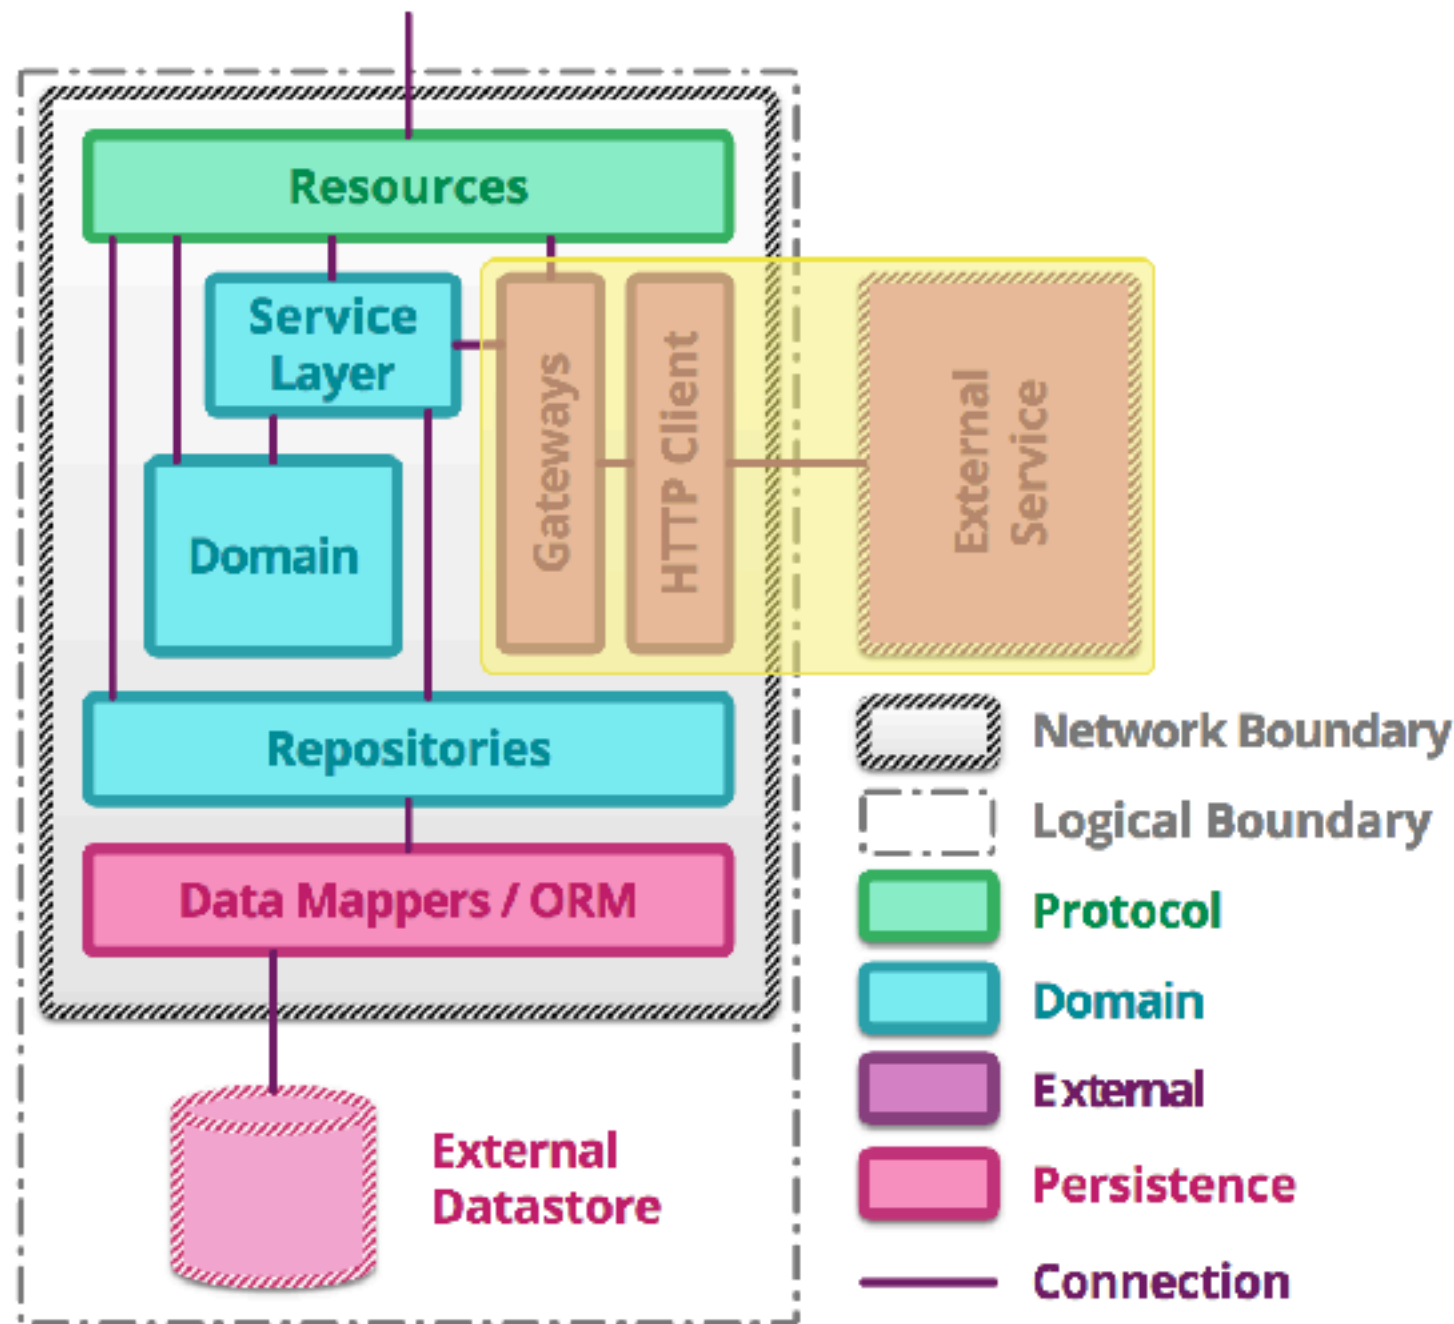 Resources
Service
Layer
Gateways
HTTP Client
External
Service
Domain
Repositories
Data Mappers / ORM
External
Datastore
Network Boundary
Logical Boundary
Protocol
Domain
External
Persistence
Connection